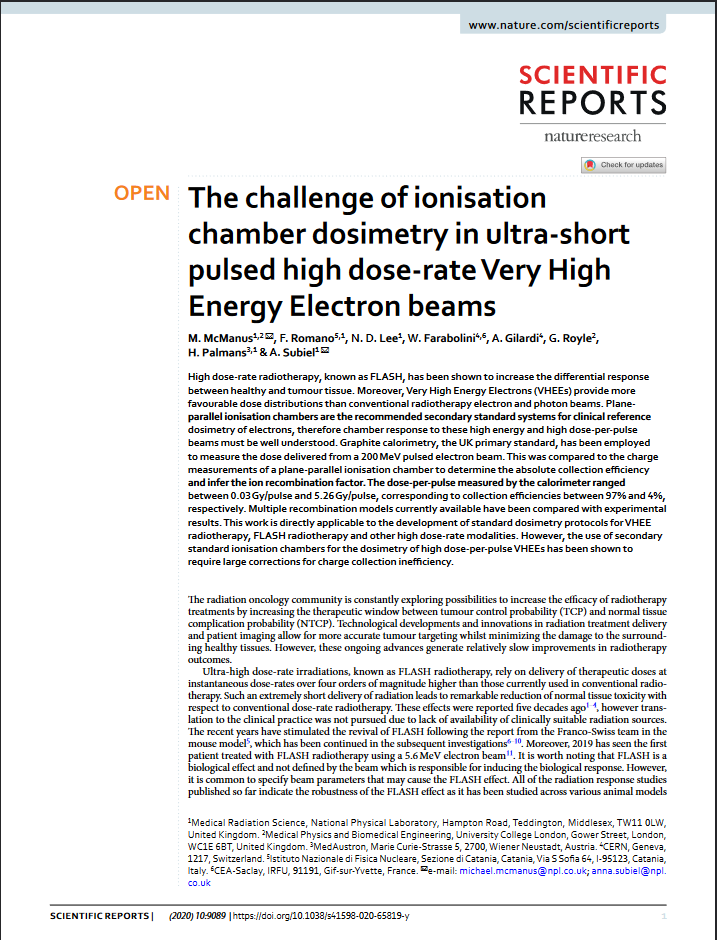 www.nature.com/scientificreports
SCIENTIFIC
REPORTS
natureresearch
Check for updates
OPEN
The challenge of ionisation
chamber dosimetry in ultra-short
pulsed high dose-rate Very High
Energy Electron beams
M. McManus1,2✉, F. Romano5,1, N. D. Lee1, W. Farabolini4,6, A. Gilardi4, G. Royle2,
H. Palmans3,1 & A. Subiel1✉
High dose-rate radiotherapy, known as FLASH, has been shown to increase the differential response
between healthy and tumour tissue. Moreover, Very High Energy Electrons (VHEEs) provide more
favourable dose distributions than conventional radiotherapy electron and photon beams. Plane-
parallel ionisation chambers are the recommended secondary standard systems for clinical reference
dosimetry of electrons, therefore chamber response to these high energy and high dose-per-pulse
beams must be well understood. Graphite calorimetry, the UK primary standard, has been employed
to measure the dose delivered from a 200 MeV pulsed electron beam. This was compared to the charge
measurements of a plane-parallel ionisation chamber to determine the absolute collection efficiency
and infer the ion recombination factor. The dose-per-pulse measured by the calorimeter ranged
between 0.03 Gy/pulse and 5.26 Gy/pulse, corresponding to collection efficiencies between 97% and 4%,
respectively. Multiple recombination models currently available have been compared with experimental
results. This work is directly applicable to the development of standard dosimetry protocols for VHEE
radiotherapy, FLASH radiotherapy and other high dose-rate modalities. However, the use of secondary
standard ionisation chambers for the dosimetry of high dose-per-pulse VHEEs has been shown to
require large corrections for charge collection inefficiency.
The radiation oncology community is constantly exploring possibilities to increase the efficacy of radiotherapy
treatments by increasing the therapeutic window between tumour control probability (TCP) and normal tissue
complication probability (NTCP). Technological developments and innovations in radiation treatment delivery
and patient imaging allow for more accurate tumour targeting whilst minimizing the damage to the surround-
ing healthy tissues. However, these ongoing advances generate relatively slow improvements in radiotherapy
outcomes.
Ultra-high dose-rate irradiations, known as FLASH radiotherapy, rely on delivery of therapeutic doses at
instantaneous dose-rates over four orders of magnitude higher than those currently used in conventional radio-
therapy. Such an extremely short delivery of radiation leads to remarkable reduction of normal tissue toxicity with
respect to conventional dose-rate radiotherapy. These effects were reported five decades ago1–4, however trans-
lation to the clinical practice was not pursued due to lack of availability of clinically suitable radiation sources.
The recent years have stimulated the revival of FLASH following the report from the Franco-Swiss team in the
mouse model5, which has been continued in the subsequent investigations6–10. Moreover, 2019 has seen the first
patient treated with FLASH radiotherapy using a 5.6 MeV electron beam11. It is worth noting that FLASH is a
biological effect and not defined by the beam which is responsible for inducing the biological response. However,
it is common to specify beam parameters that may cause the FLASH effect. All of the radiation response studies
published so far indicate the robustness of the FLASH effect as it has been studied across various animal models
1Medical Radiation Science, National Physical Laboratory, Hampton Road, Teddington, Middlesex, TW11 0LW,
United Kingdom. 2Medical Physics and Biomedical Engineering, University College London, Gower Street, London,
WC1E 6BT, United Kingdom. 3MedAustron, Marie Curie-Strasse 5, 2700, Wiener Neustadt, Austria. 4CERN, Geneva,
1217, Switzerland. 5Istituto Nazionale di Fisica Nucleare, Sezione di Catania, Catania, Via S Sofia 64, I-95123, Catania,
Italy. 6CEA-Saclay, IRFU, 91191, Gif-sur-Yvette, France. ✉e-mail: michael.mcmanus@npl.co.uk; anna.subiel@npl.
co.uk
SCIENTIFIC REPORTS | (2020) 10:9089 | https://doi.org/10.1038/s41598-020-65819-y 1